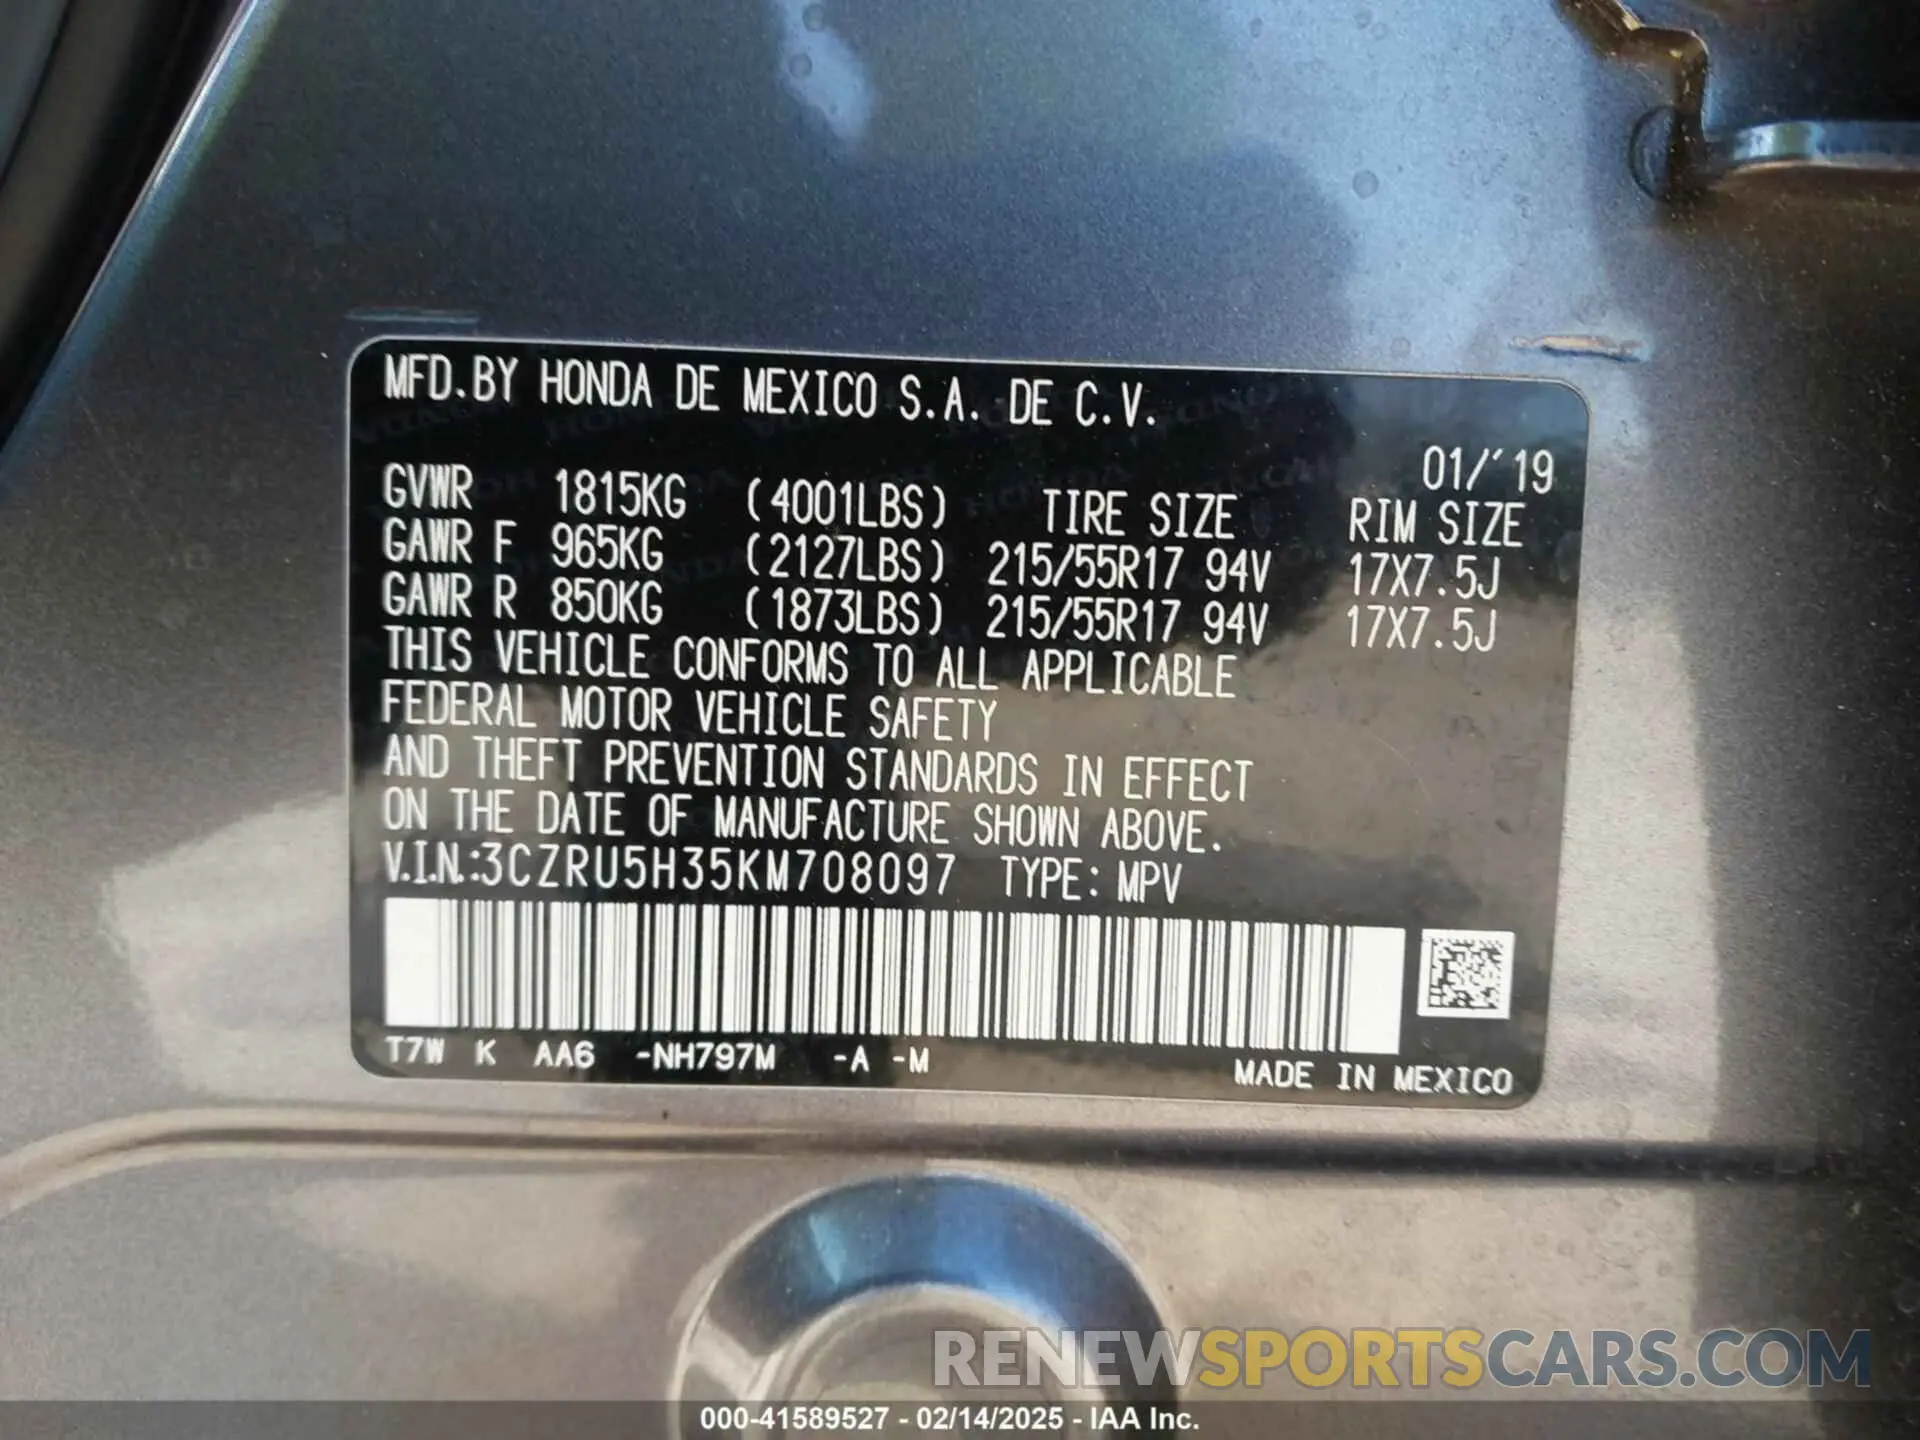 MFD.BY HONDA DE MEXICO S.A. DE C.V.
01/'19
GVWR 1815KG (4001LBS) TIRE SIZE RIM SIZE
GAWR F 965KG (2127LBS) 215/55R17 94V 17X7.5J
GAWR R 850KG (1873LBS) 215/55R17 94V 17X7.5J
THIS VEHICLE CONFORMS TO ALL APPLICABLE
FEDERAL MOTOR VEHICLE SAFETY
AND THEFT PREVENTION STANDARDS IN EFFECT
ON THE DATE OF MANUFACTURE SHOWN ABOVE.
V.I.N.:3CZRU5H35KM708097 TYPE: MPV
T7W K AA6 -NH797M -A -M
MADE IN MEXICO
RENEWSPORTSCARS.COM
000-41589527 - 02/14/2025 - IAA Inc.